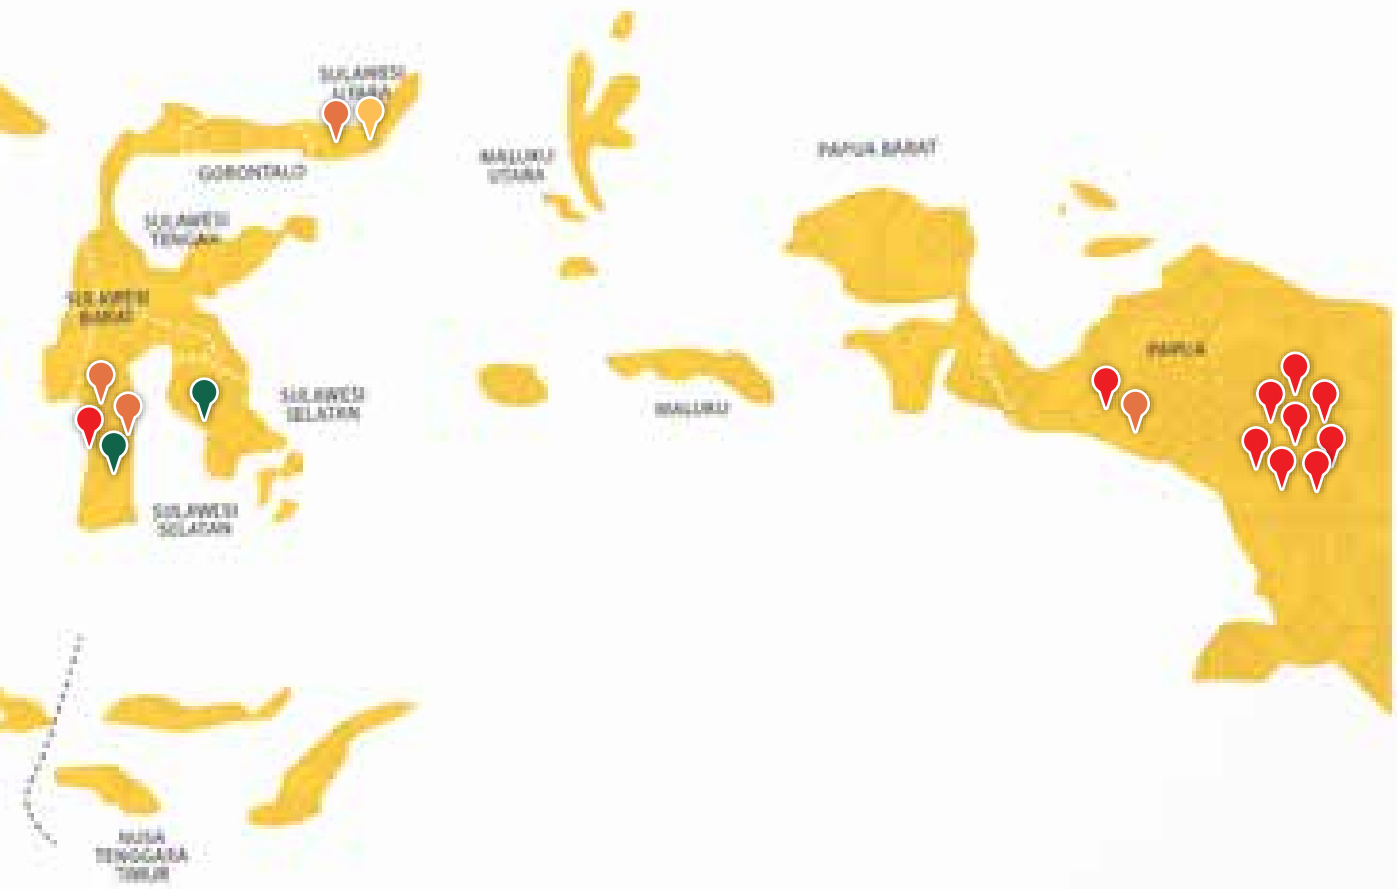 SULAWESI
UTARA
GORONTALO
SULAWESI
TENGAH
SULAWESI
BARAT
SULAWESI
SELATAN
SULAWESI
SELATAN
MALUKU
UTARA
MALUKU
PAPUA BARAT
PAPUA
NUSA
TENGGARA
TIMUR